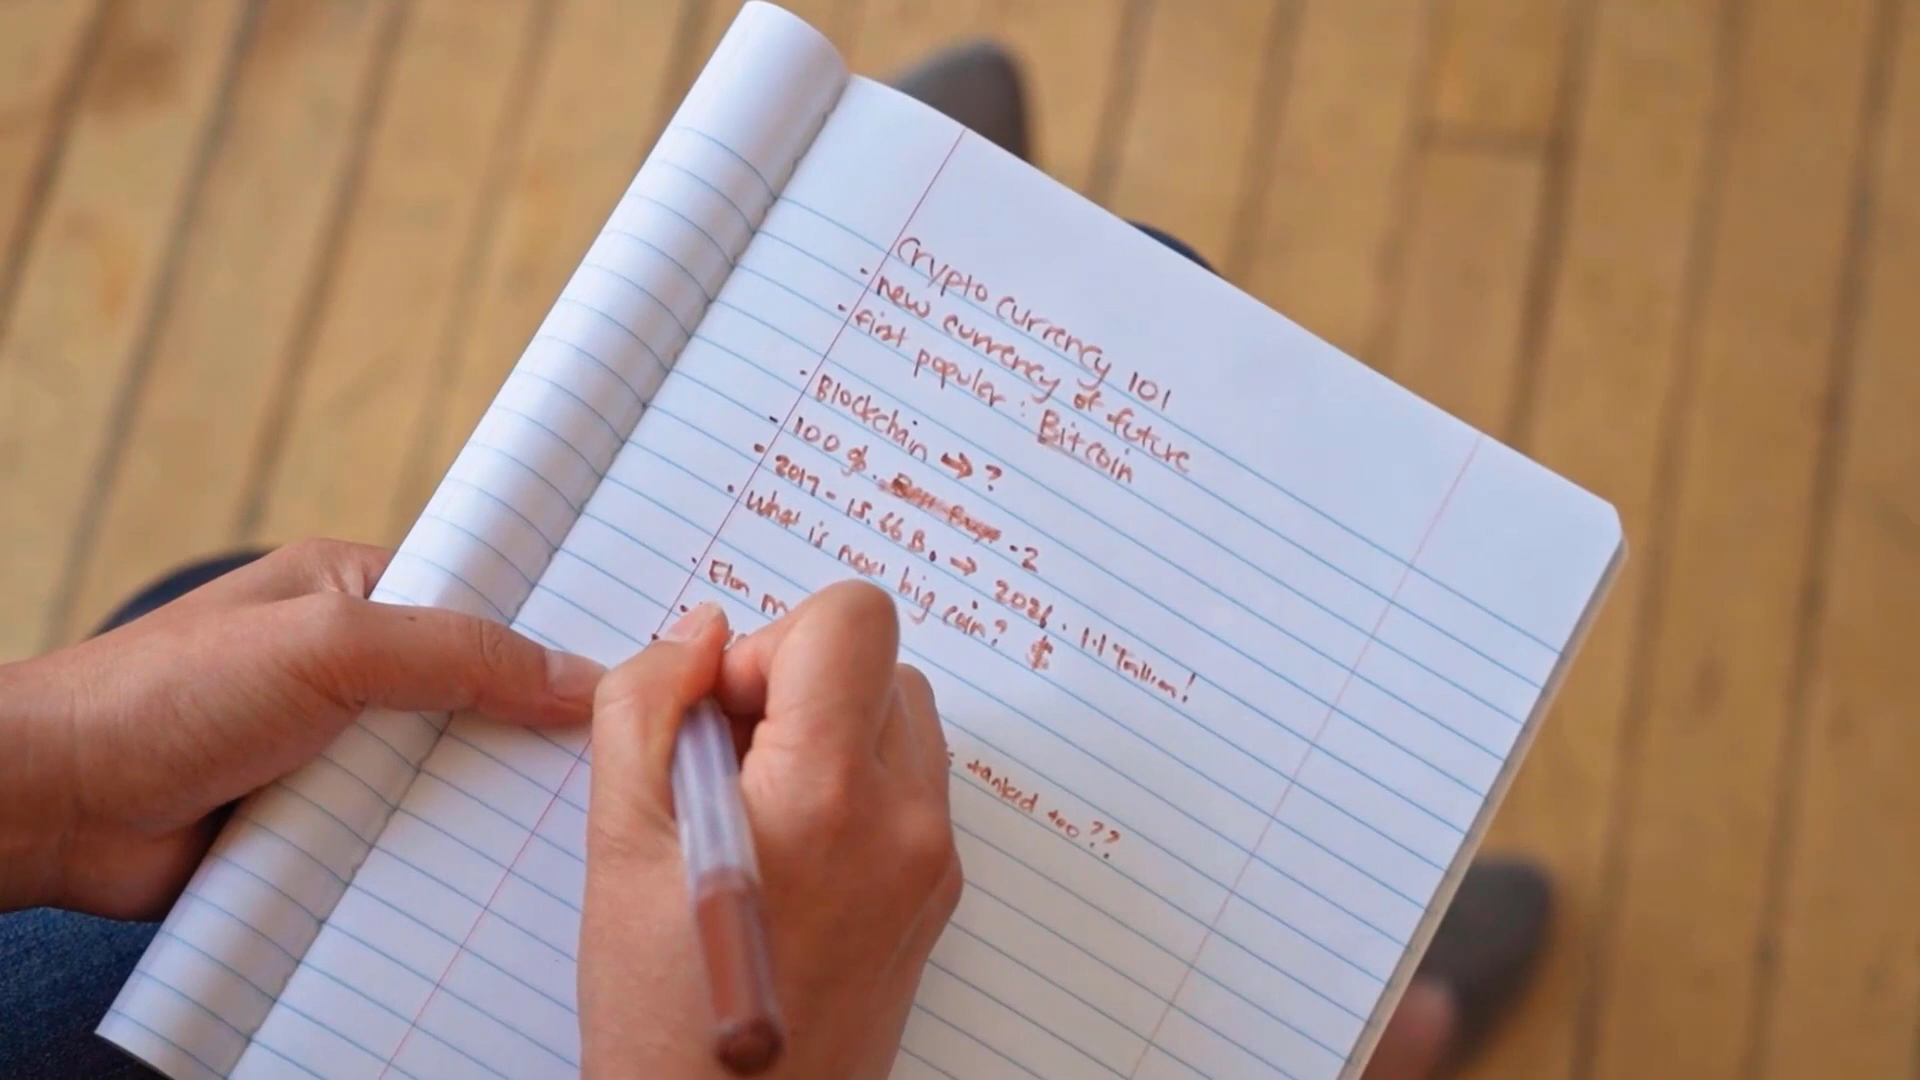 Crypto currency 101
- new currency of future
- first popular : Bitcoin
- Blockchain → ?
- 100 $. - 2
- 2017 - 15.66B. → 2021. 1.1 Trillion!
- What is next big coin? $
- Elon m
tanked too ??